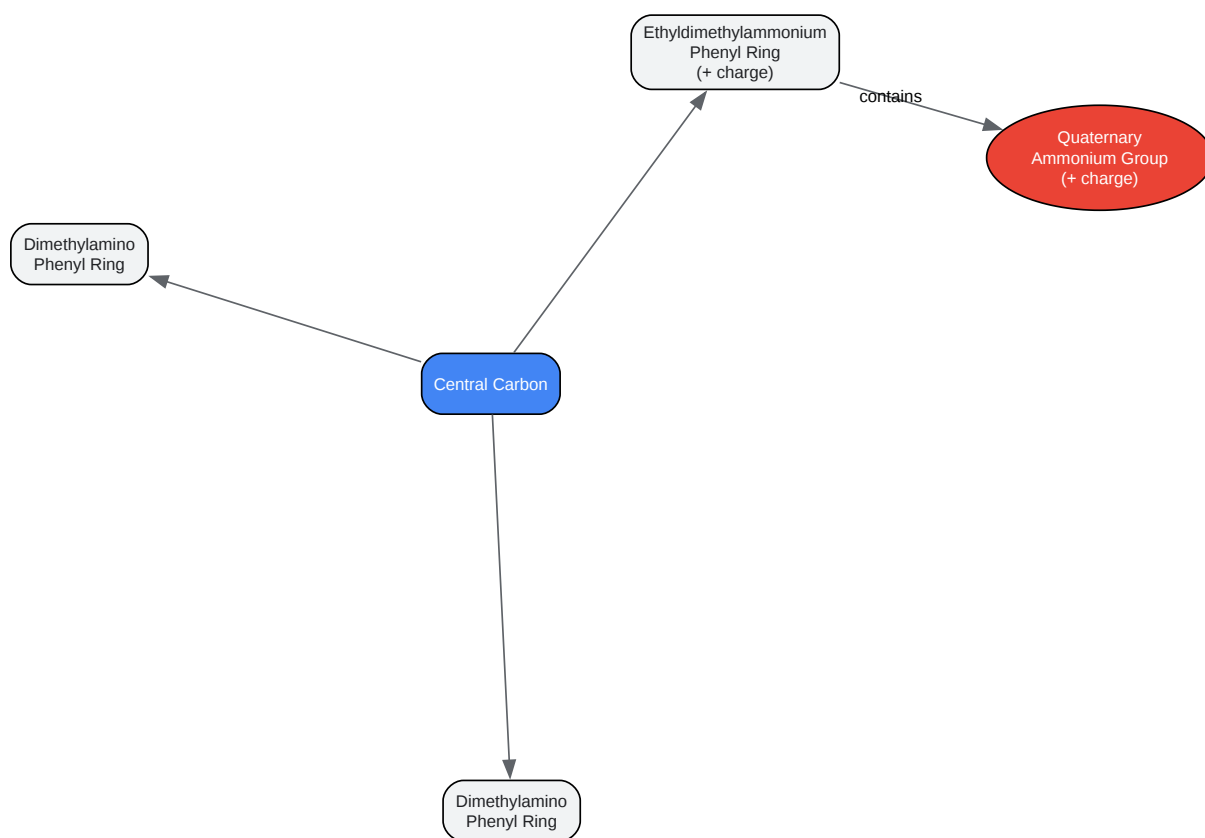 Ethyldimethylammonium
Phenyl Ring
(+ charge)
contains
Quaternary
Ammonium Group
(+ charge)
Dimethylamino
Phenyl Ring
Central Carbon
Dimethylamino
Phenyl Ring